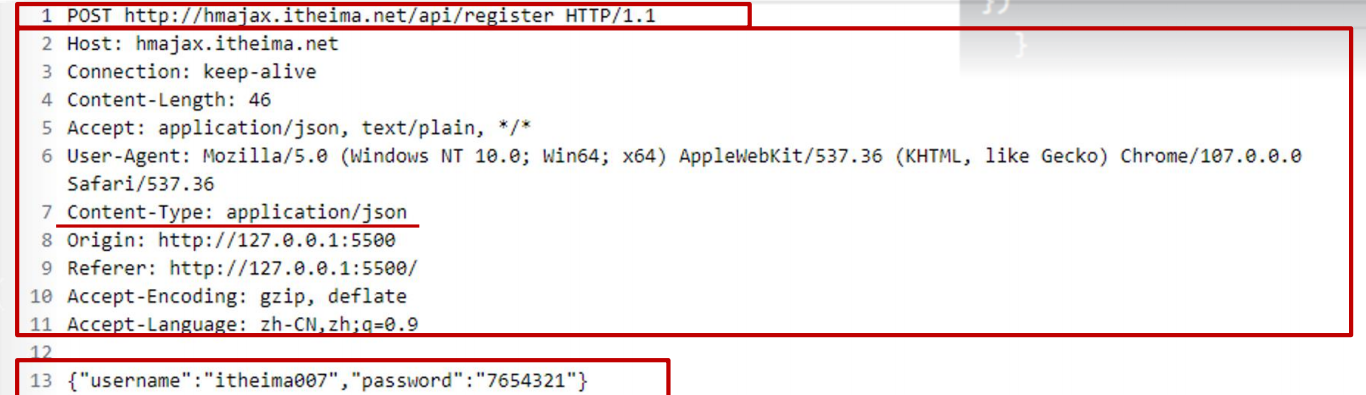 })
}
1 POST http://hmajax.itheima.net/api/register HTTP/1.1
2 Host: hmajax.itheima.net
3 Connection: keep-alive
4 Content-Length: 46
5 Accept: application/json, text/plain, */*
6 User-Agent: Mozilla/5.0 (Windows NT 10.0; Win64; x64) AppleWebKit/537.36 (KHTML, like Gecko) Chrome/107.0.0.0
Safari/537.36
7 Content-Type: application/json
8 Origin: http://127.0.0.1:5500
9 Referer: http://127.0.0.1:5500/
10 Accept-Encoding: gzip, deflate
11 Accept-Language: zh-CN,zh;q=0.9
12
13 {"username":"itheima007","password":"7654321"}